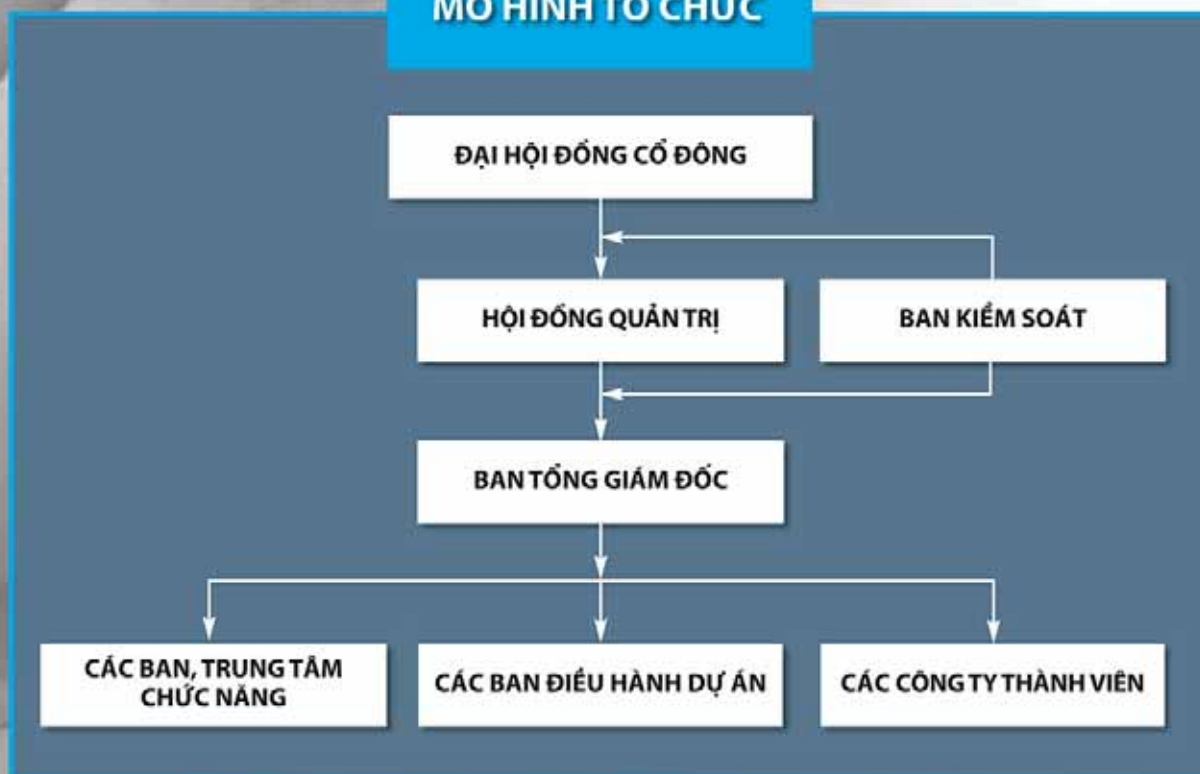 MÔ HÌNH TỔ CHỨC
ĐẠI HỘI ĐỒNG CỔ ĐÔNG
HỘI ĐỒNG QUẢN TRỊ
BAN KIỂM SOÁT
BAN TỔNG GIÁM ĐỐC
CÁC BAN, TRUNG TÂM
CHỨC NĂNG
CÁC BAN ĐIỀU HÀNH DỰ ÁN
CÁC CÔNG TY THÀNH VIÊN